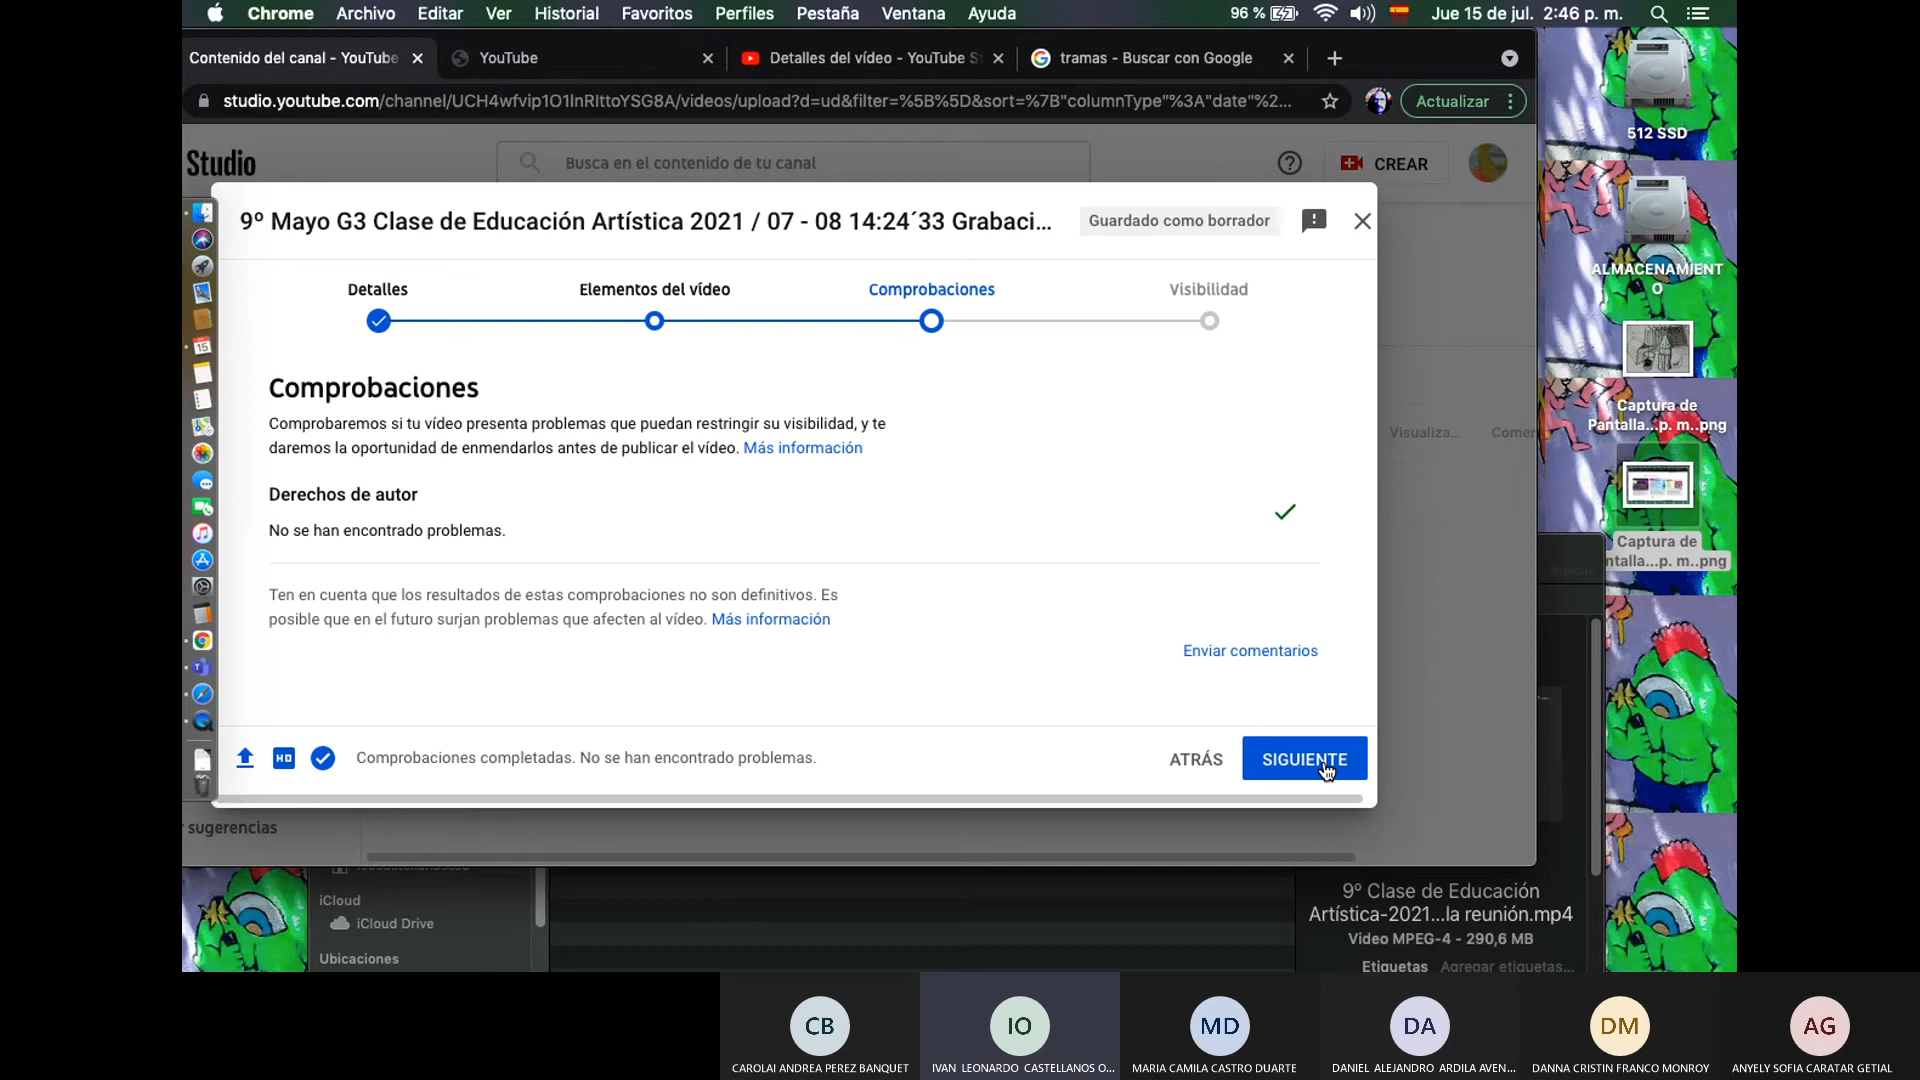 Chrome Archivo Editar Ver Historial Favoritos Perfiles Pestaña Ventana Ayuda
96 % Jue 15 de jul. 2:46 p. m.
Contenido del canal - YouTube
YouTube
Detalles del vídeo - YouTube S
tramas - Buscar con Google
studio.youtube.com/channel/UCH4wfvip1O1InRIttoYSG8A/videos/upload?d=ud&filter=%5B%5D&sort=%7B"columnType"%3A"date"%2...
Actualizar
512 SSD
Studio
Busca en el contenido de tu canal
CREAR
9º Mayo G3 Clase de Educación Artística 2021 / 07 - 08 14:24´33 Grabaci...
Guardado como borrador
ALMACENAMIENT
O
Detalles
Elementos del vídeo
Comprobaciones
Visibilidad
15
Comprobaciones
Comprobaremos si tu vídeo presenta problemas que puedan restringir su visibilidad, y te
daremos la oportunidad de enmendarlos antes de publicar el vídeo. Más información
Captura de
Pantalla...p. m..png
Visualiza...
Comer
Derechos de autor
No se han encontrado problemas.
Captura de
ntalla...p. m..png
Buscar
Ten en cuenta que los resultados de estas comprobaciones no son definitivos. Es
posible que en el futuro surjan problemas que afecten al vídeo. Más información
Enviar comentarios
HD
Comprobaciones completadas. No se han encontrado problemas.
ATRÁS
SIGUIENTE
r sugerencias
iCloud
iCloud Drive
Ubicaciones
9º Clase de Educación
Artística-2021...la reunión.mp4
Video MPEG-4 - 290,6 MB
Etiquetas Agregar etiquetas...
CB
CAROLAI ANDREA PEREZ BANQUET
IO
IVAN LEONARDO CASTELLANOS O...
MD
MARIA CAMILA CASTRO DUARTE
DA
DANIEL ALEJANDRO ARDILA AVEN...
DM
DANNA CRISTIN FRANCO MONROY
AG
ANYELY SOFIA CARATAR GETIAL